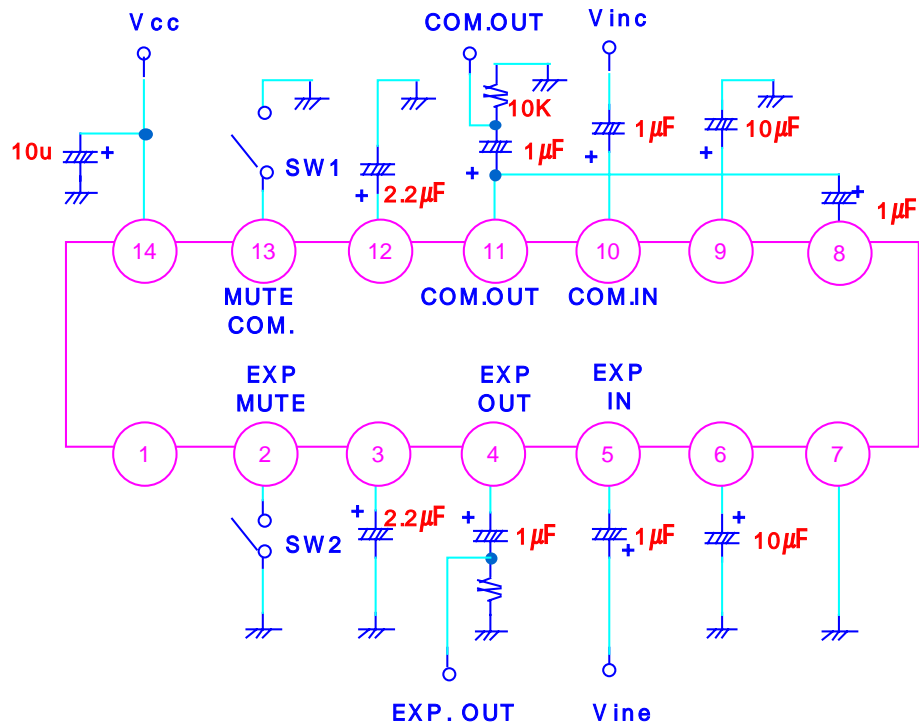 Vcc
COM.OUT
Vinc
10K
10u
+
SW1
+
2.2μF
1μF
+
1μF
+
10μF
+
+
1μF
14
13
12
11
10
9
8
MUTE
COM.
COM.OUT
COM.IN
EXP
MUTE
EXP
OUT
EXP
IN
1
2
3
4
5
6
7
SW2
+
2.2μF
+
1μF
1μF
+
+
10μF
EXP. OUT
Vine